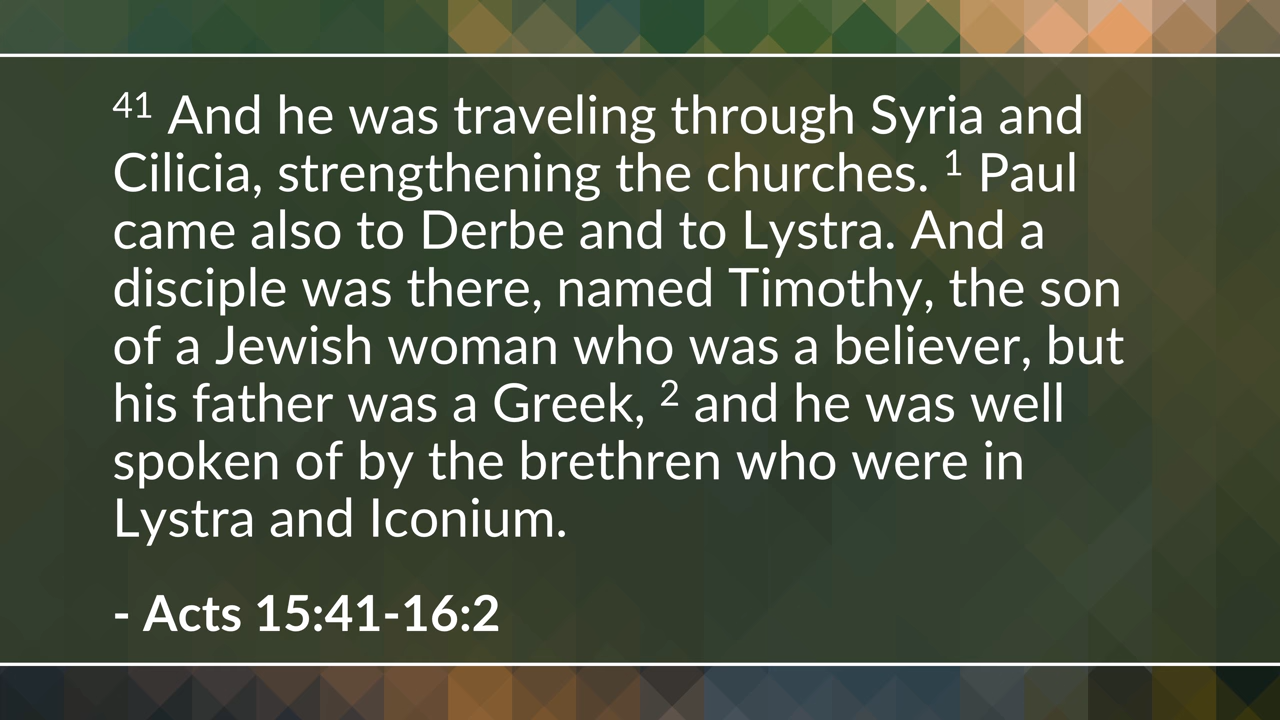 41 And he was traveling through Syria and
Cilicia, strengthening the churches. 1 Paul
came also to Derbe and to Lystra. And a
disciple was there, named Timothy, the son
of a Jewish woman who was a believer, but
his father was a Greek, 2 and he was well
spoken of by the brethren who were in
Lystra and Iconium.
- Acts 15:41-16:2